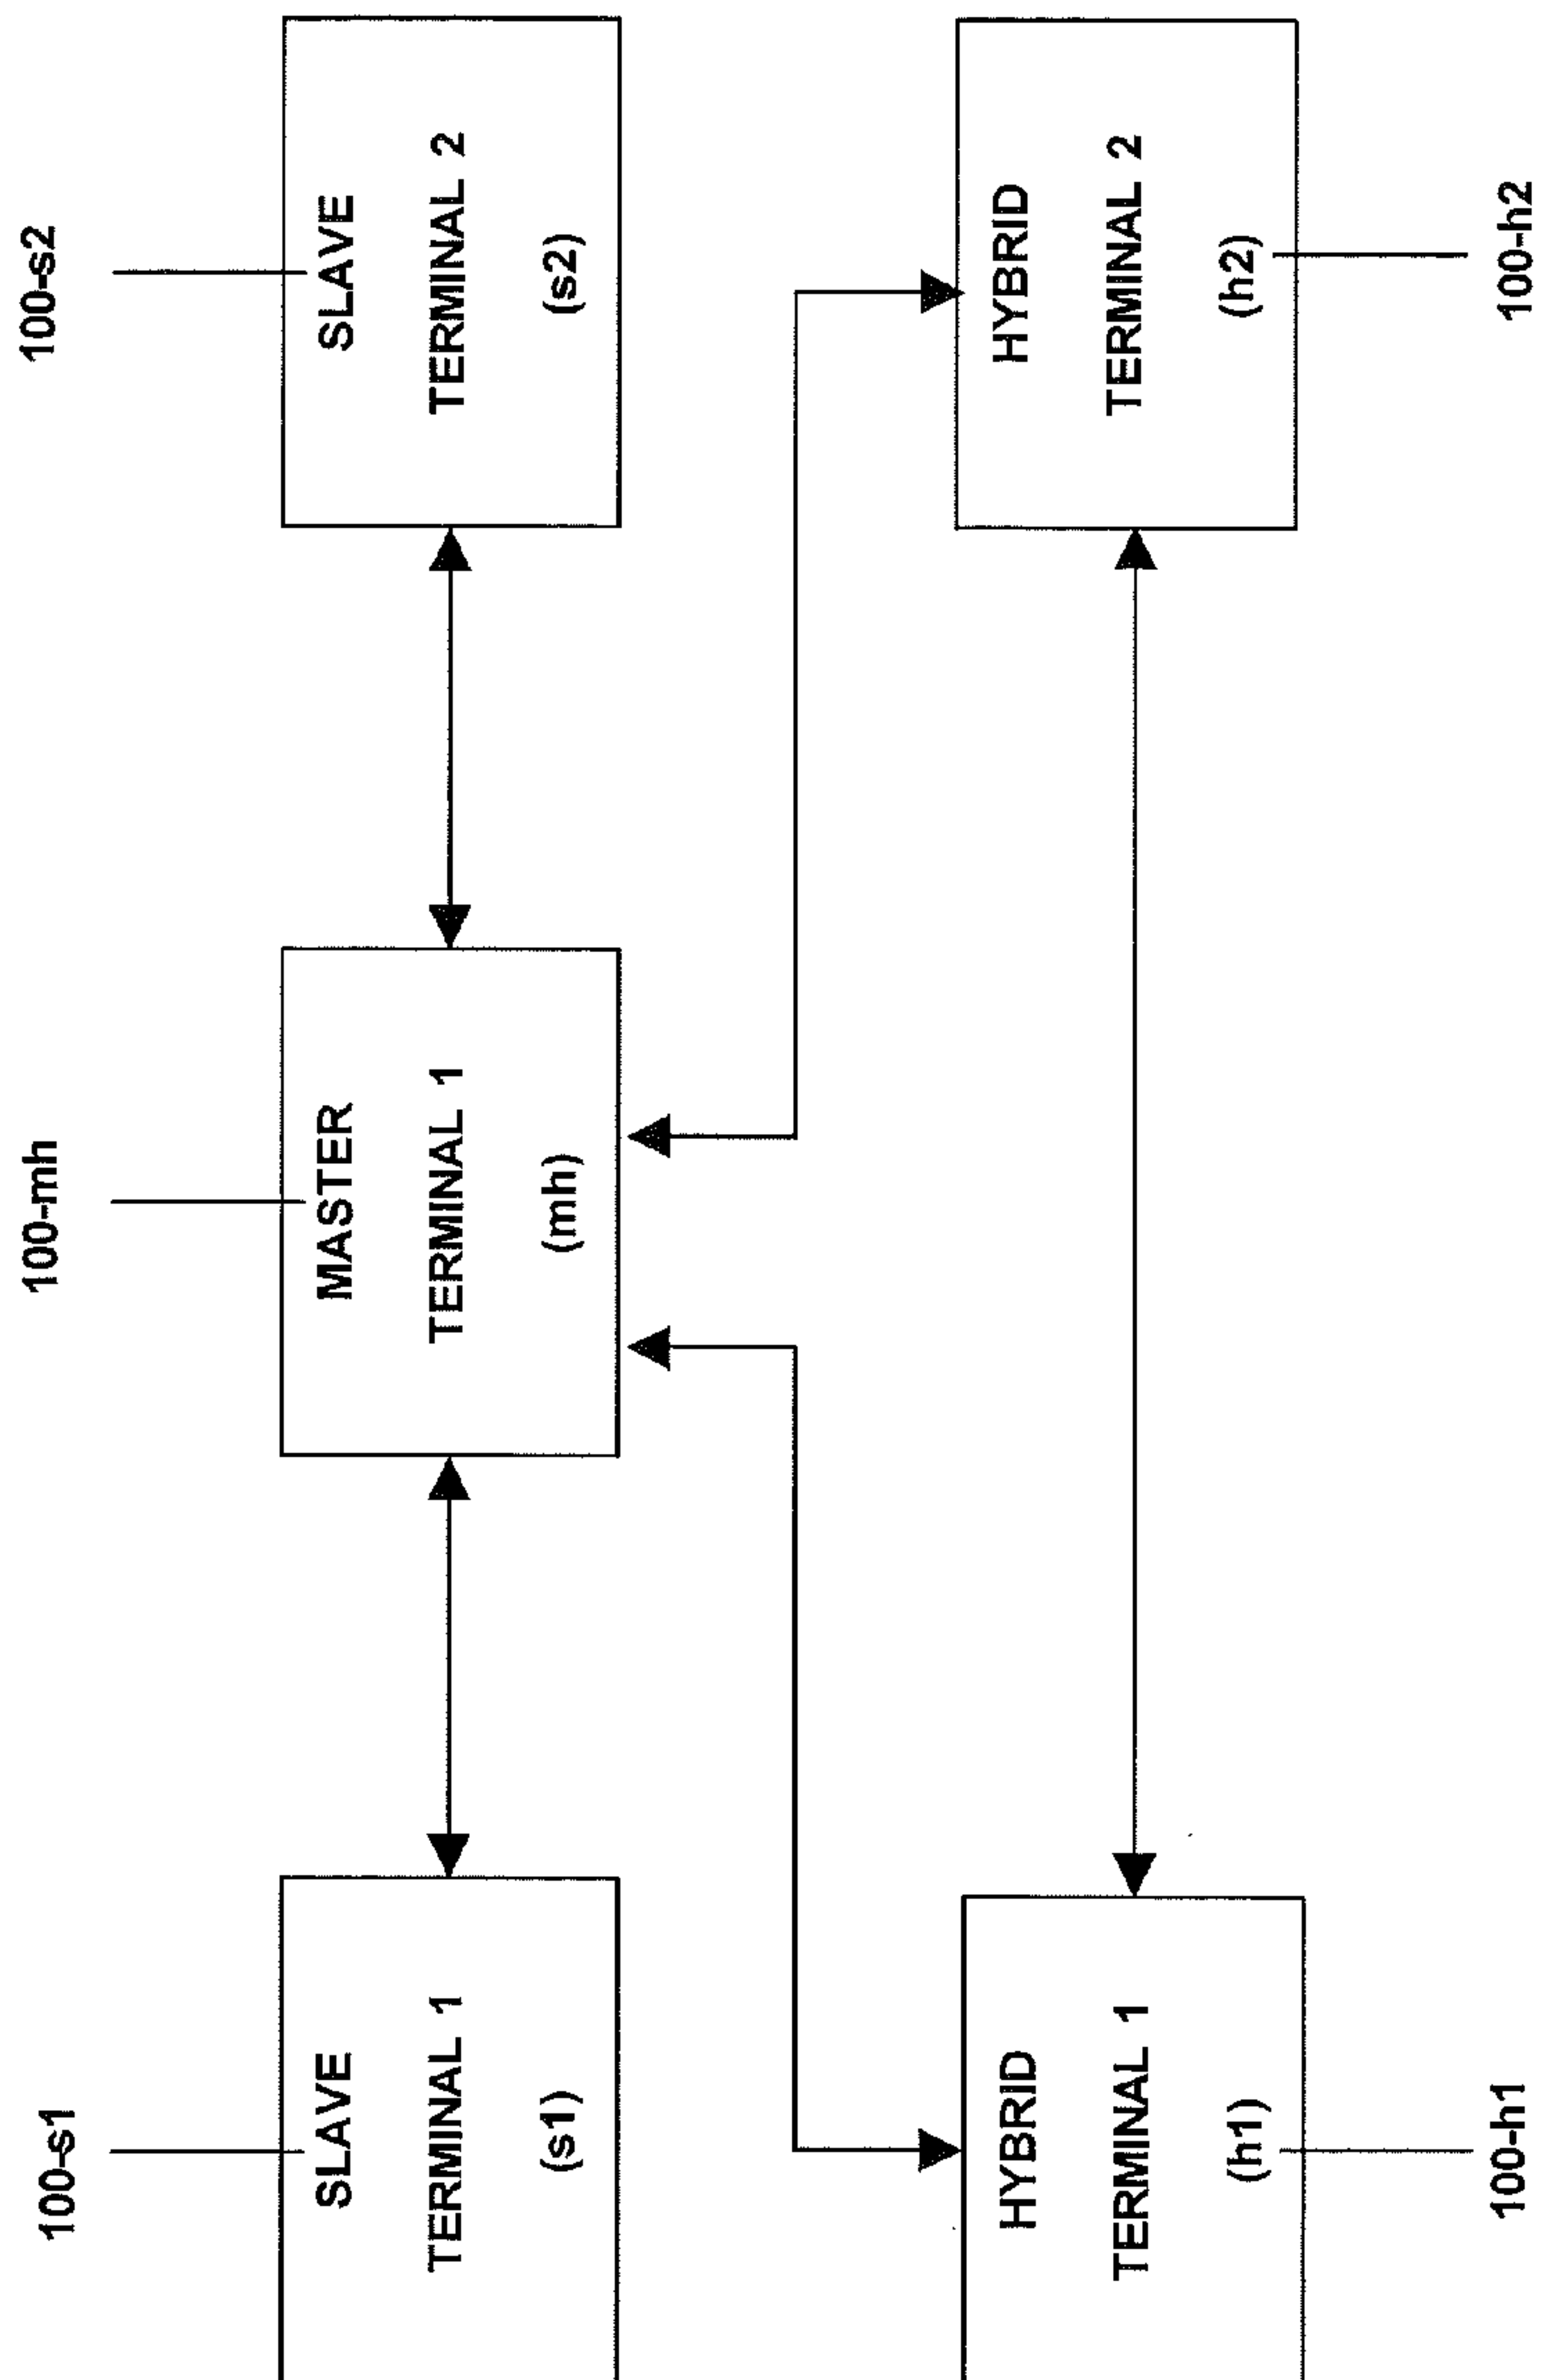 100-s1
100-mh
100-s2
SLAVE
TERMINAL 1
(s1)
MASTER
TERMINAL 1
(mh)
SLAVE
TERMINAL 2
(s2)
HYBRID
TERMINAL 1
(h1)
HYBRID
TERMINAL 2
(h2)
100-h1
100-h2